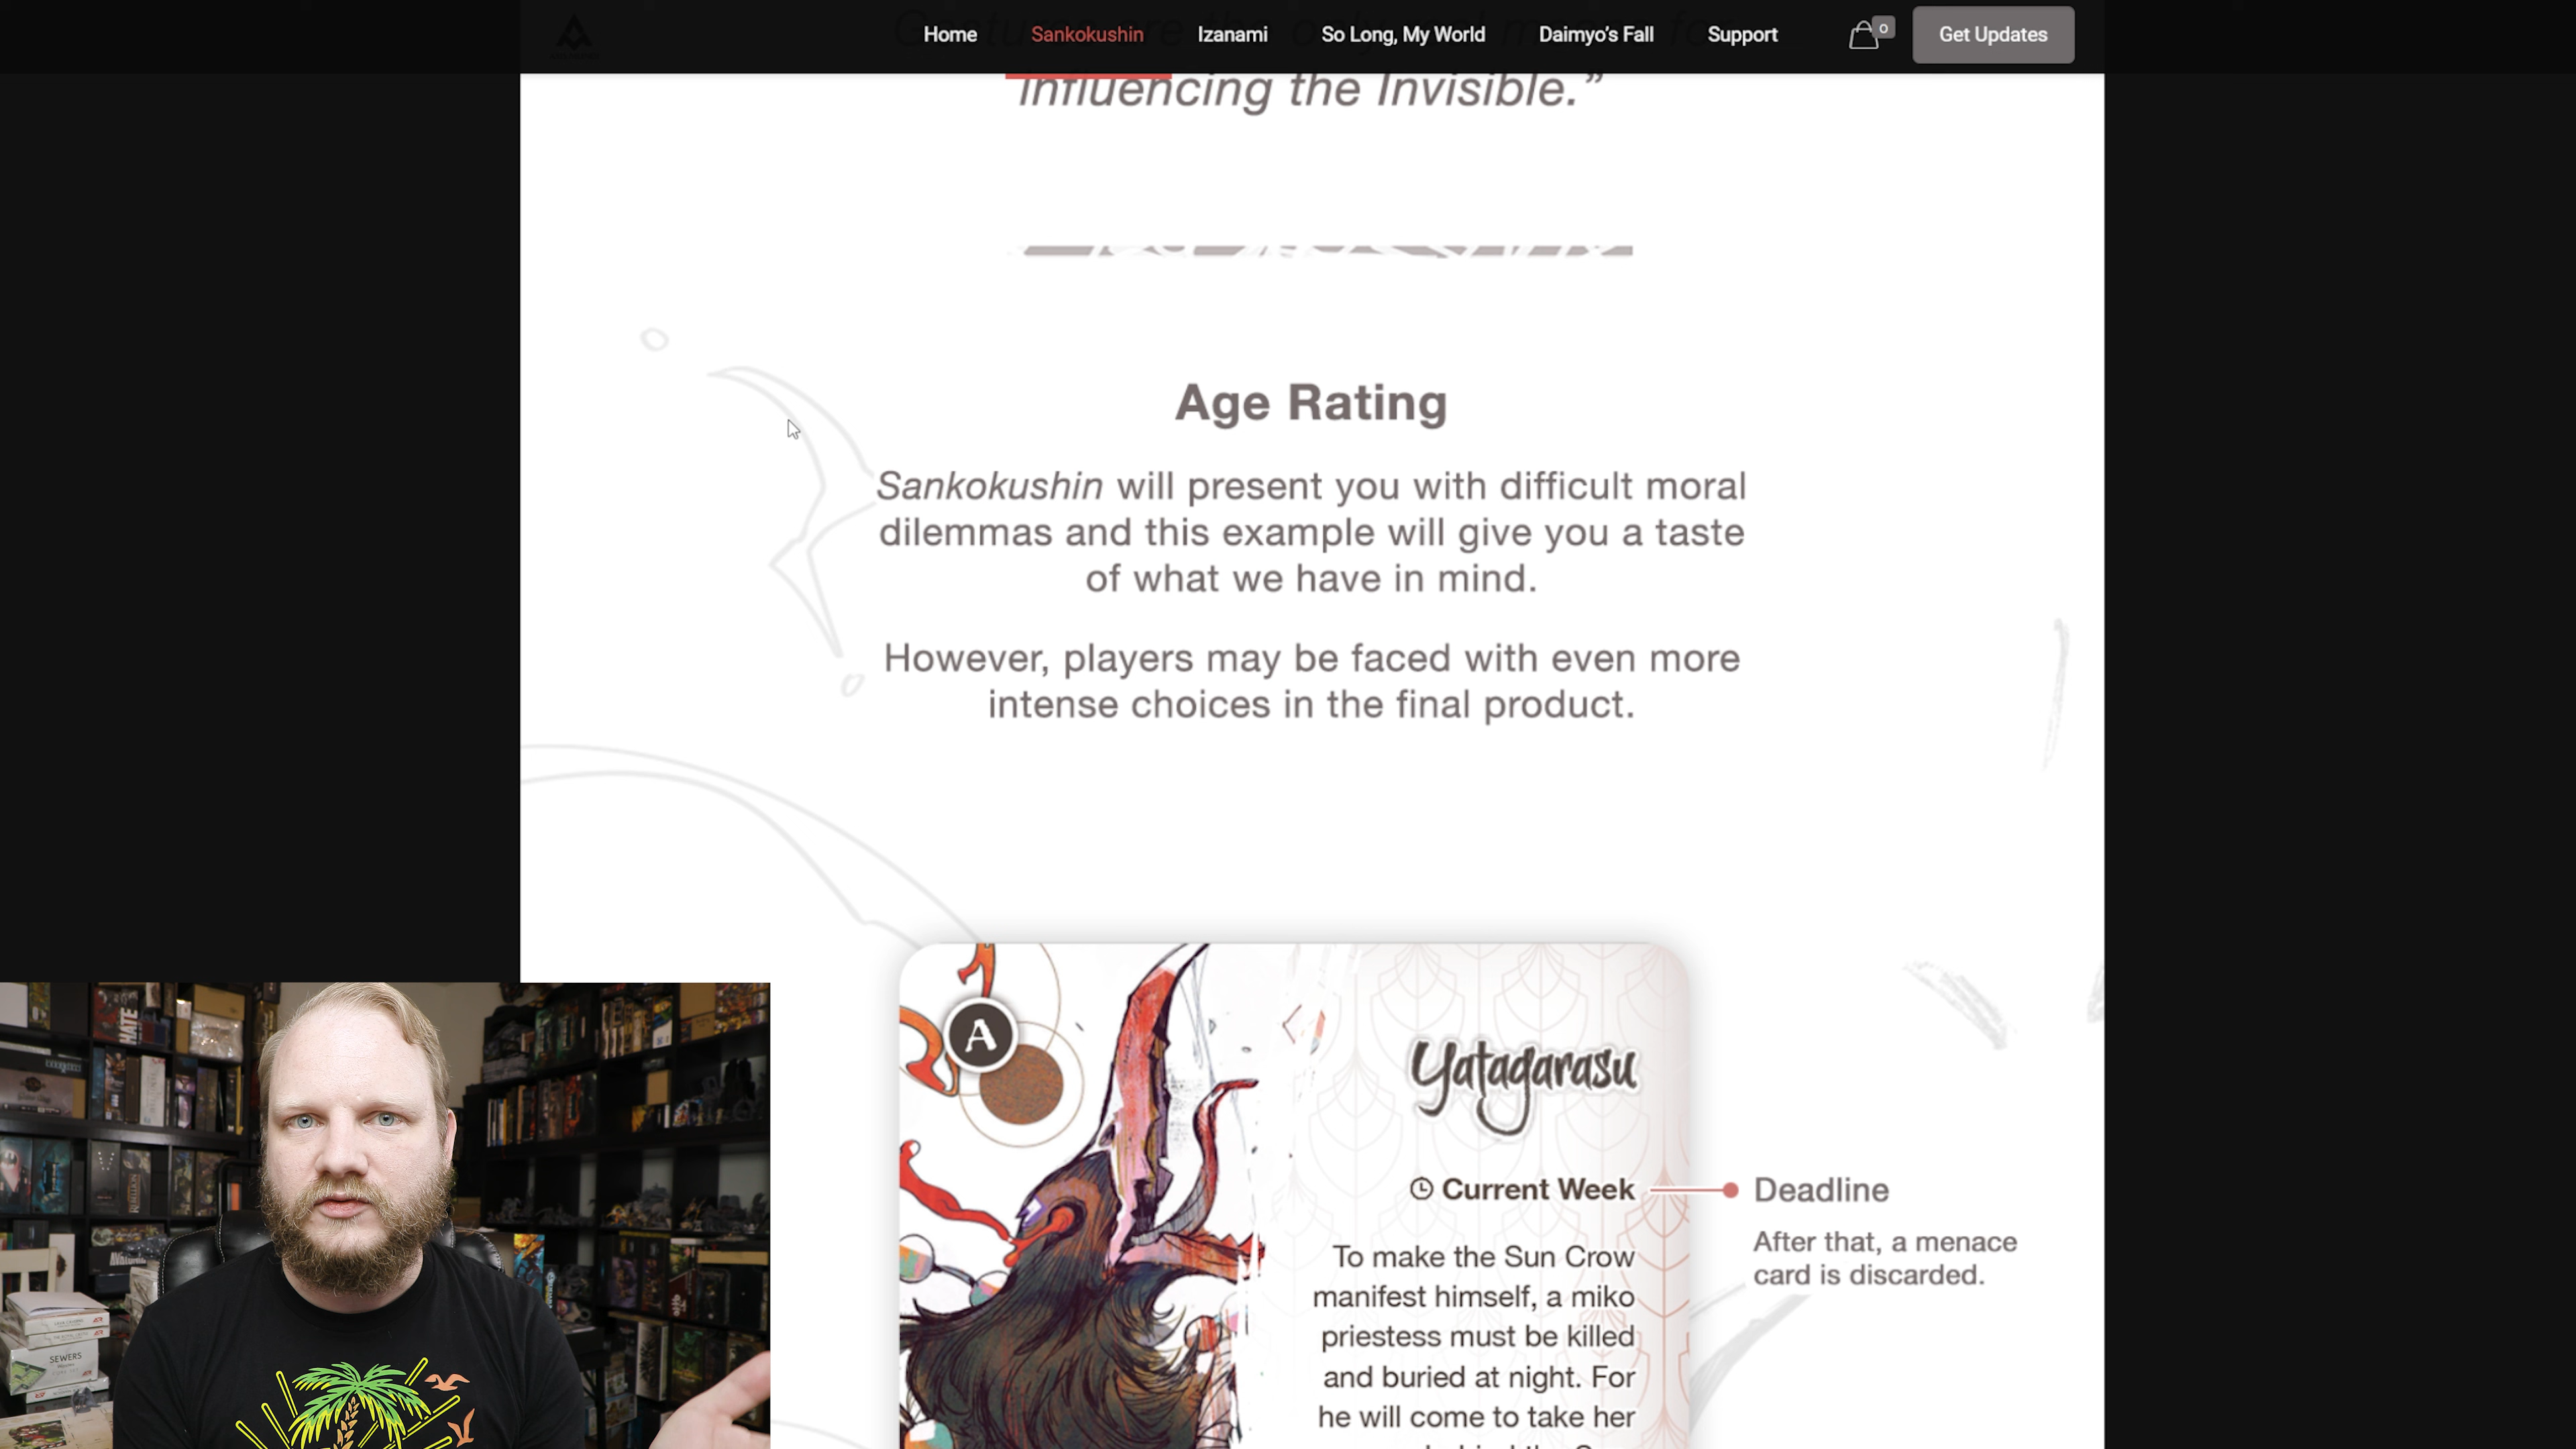 Home
Sankokushin
Izanami
So Long, My World
Daimyo's Fall
Support
0
Get Updates
Influencing the Invisible.”
Age Rating
Sankokushin will present you with difficult moral
dilemmas and this example will give you a taste
of what we have in mind.
However, players may be faced with even more
intense choices in the final product.
A
Yatagarasu
Current Week
Deadline
After that, a menace
card is discarded.
To make the Sun Crow
manifest himself, a miko
priestess must be killed
and buried at night. For
he will come to take her
HATE
SEWERS